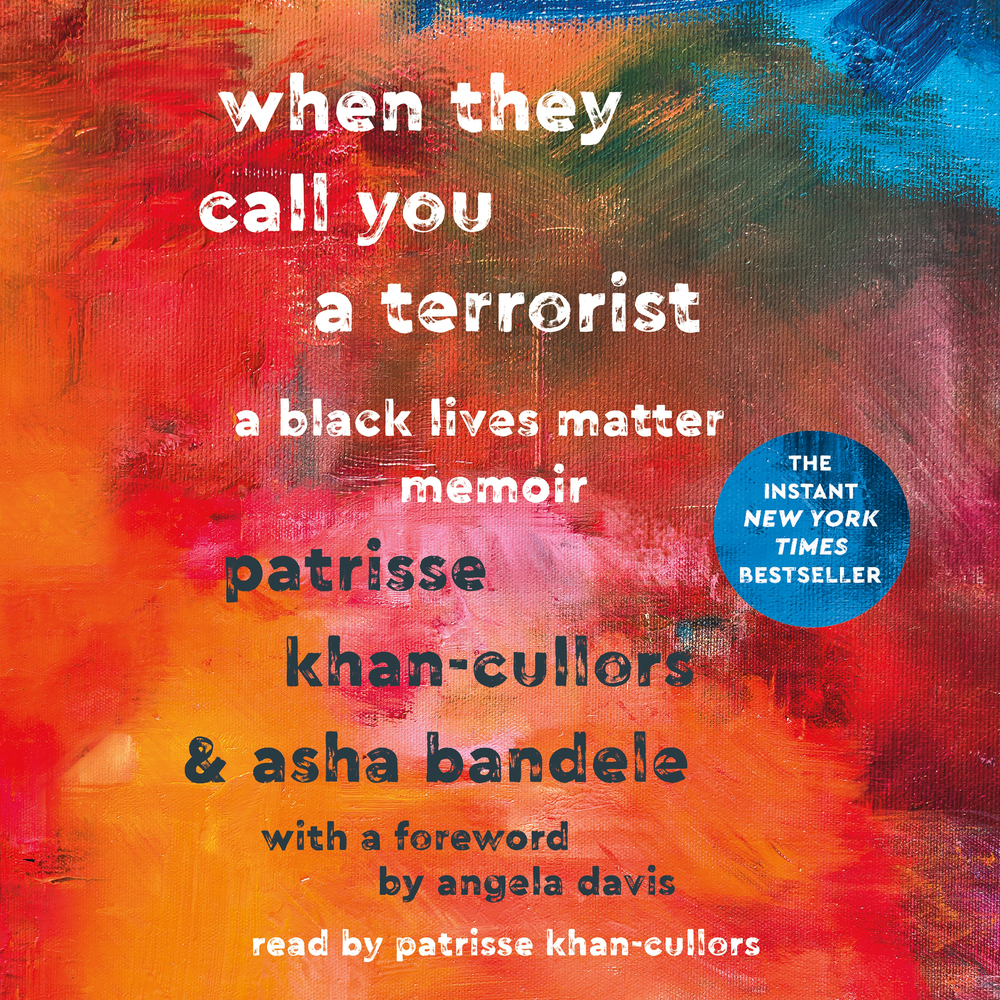 when they
call you
a terrorist
a black lives matter
memoir
THE
INSTANT
NEW YORK
TIMES
BESTSELLER
patrisse
khan-cullors
& asha bandele
with a foreword
by angela davis
read by patrisse khan-cullors